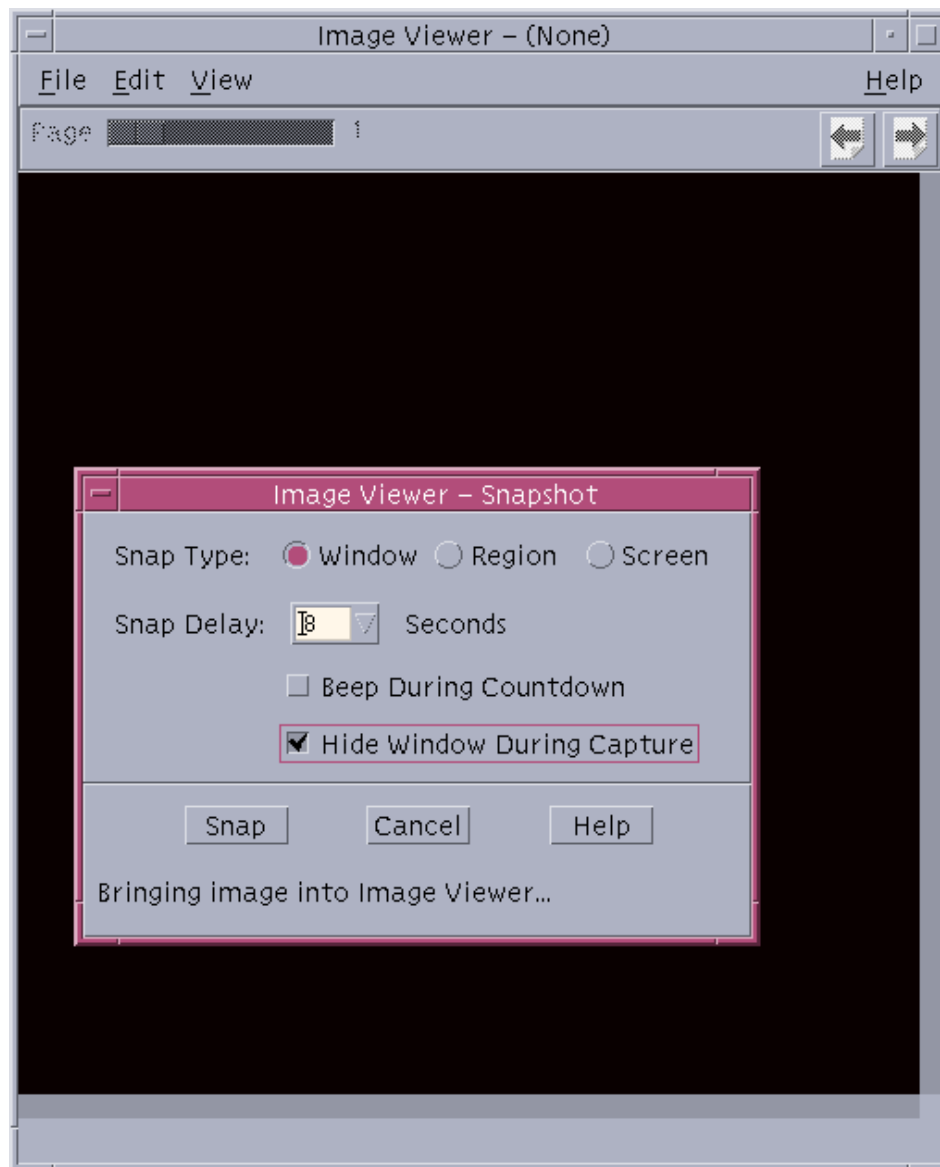 Image Viewer – (None)
File Edit View Help
Page 1
Image Viewer – Snapshot
Snap Type: Window Region Screen
Snap Delay: 8 Seconds
Beep During Countdown
Hide Window During Capture
Snap Cancel Help
Bringing image into Image Viewer...